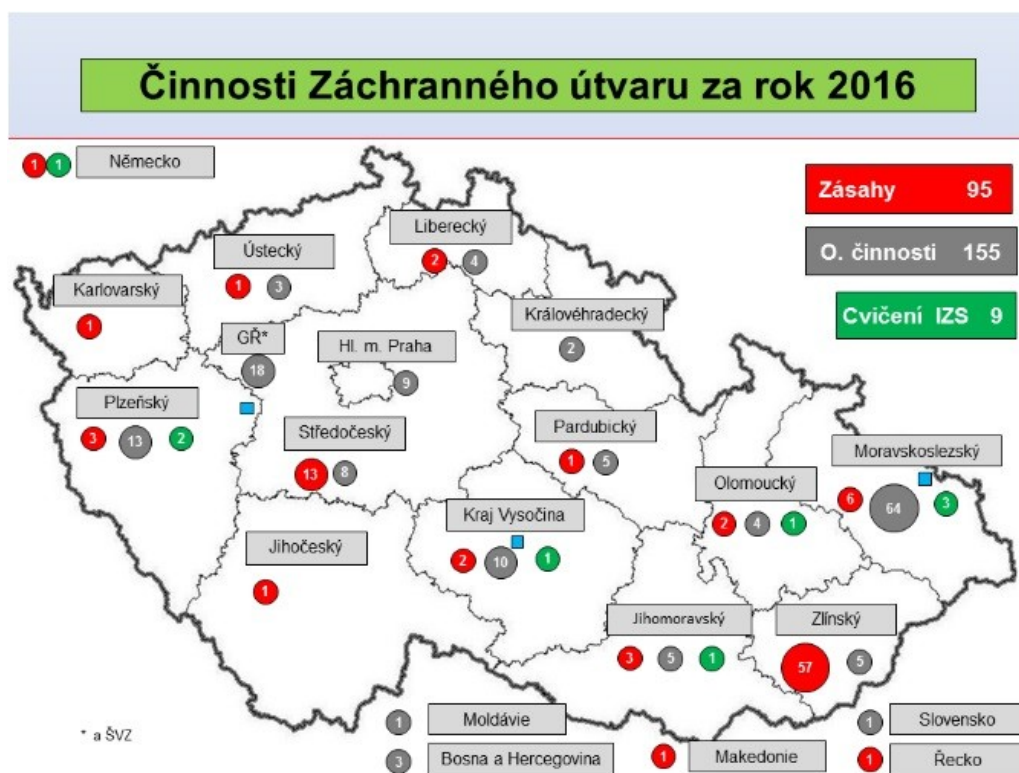 Činnosti Záchranného útvaru za rok 2016
1 1 Německo
Zásahy 95
O. činnosti 155
Cvičení IZS 9
Liberecký
2 4
Ústecký
1 3
Karlovarský
1
Královéhradecký
2
GŘ*
18
Hl. m. Praha
9
Plzeňský
3 13 2
Středočeský
13 8
Pardubický
1 5
Moravskoslezský
6 64 3
Olomoucký
2 4 1
Kraj Vysočina
2 10 1
Jihočeský
1
Jihomoravský
3 5 1
Zlínský
57 5
* a ŠVZ
1 Moldávie
3 Bosna a Hercegovina
1 Makedonie
1 Slovensko
1 Řecko